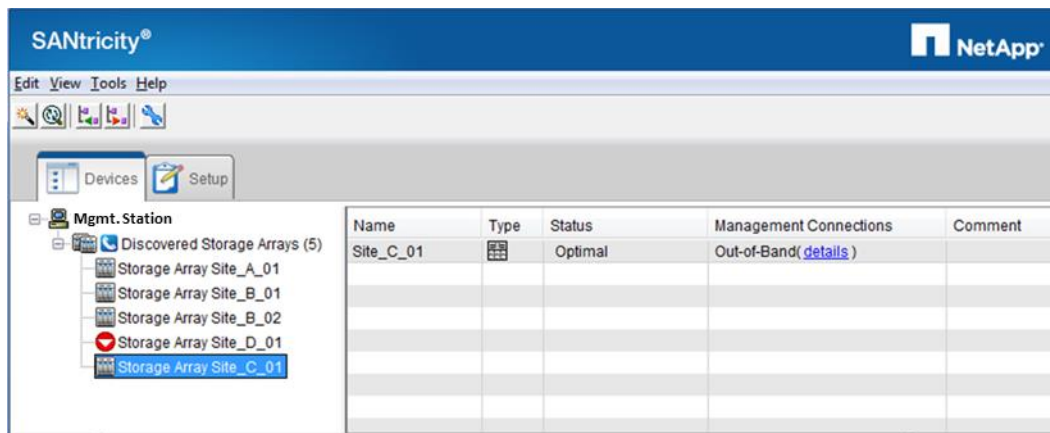 SANtricity®
NetApp®
Edit View Tools Help
Devices
Setup
Mgmt. Station
Discovered Storage Arrays (5)
Storage Array Site_A_01
Storage Array Site_B_01
Storage Array Site_B_02
Storage Array Site_D_01
Storage Array Site_C_01
Name Type Status Management Connections Comment
Site_C_01 Optimal Out-of-Band( details )